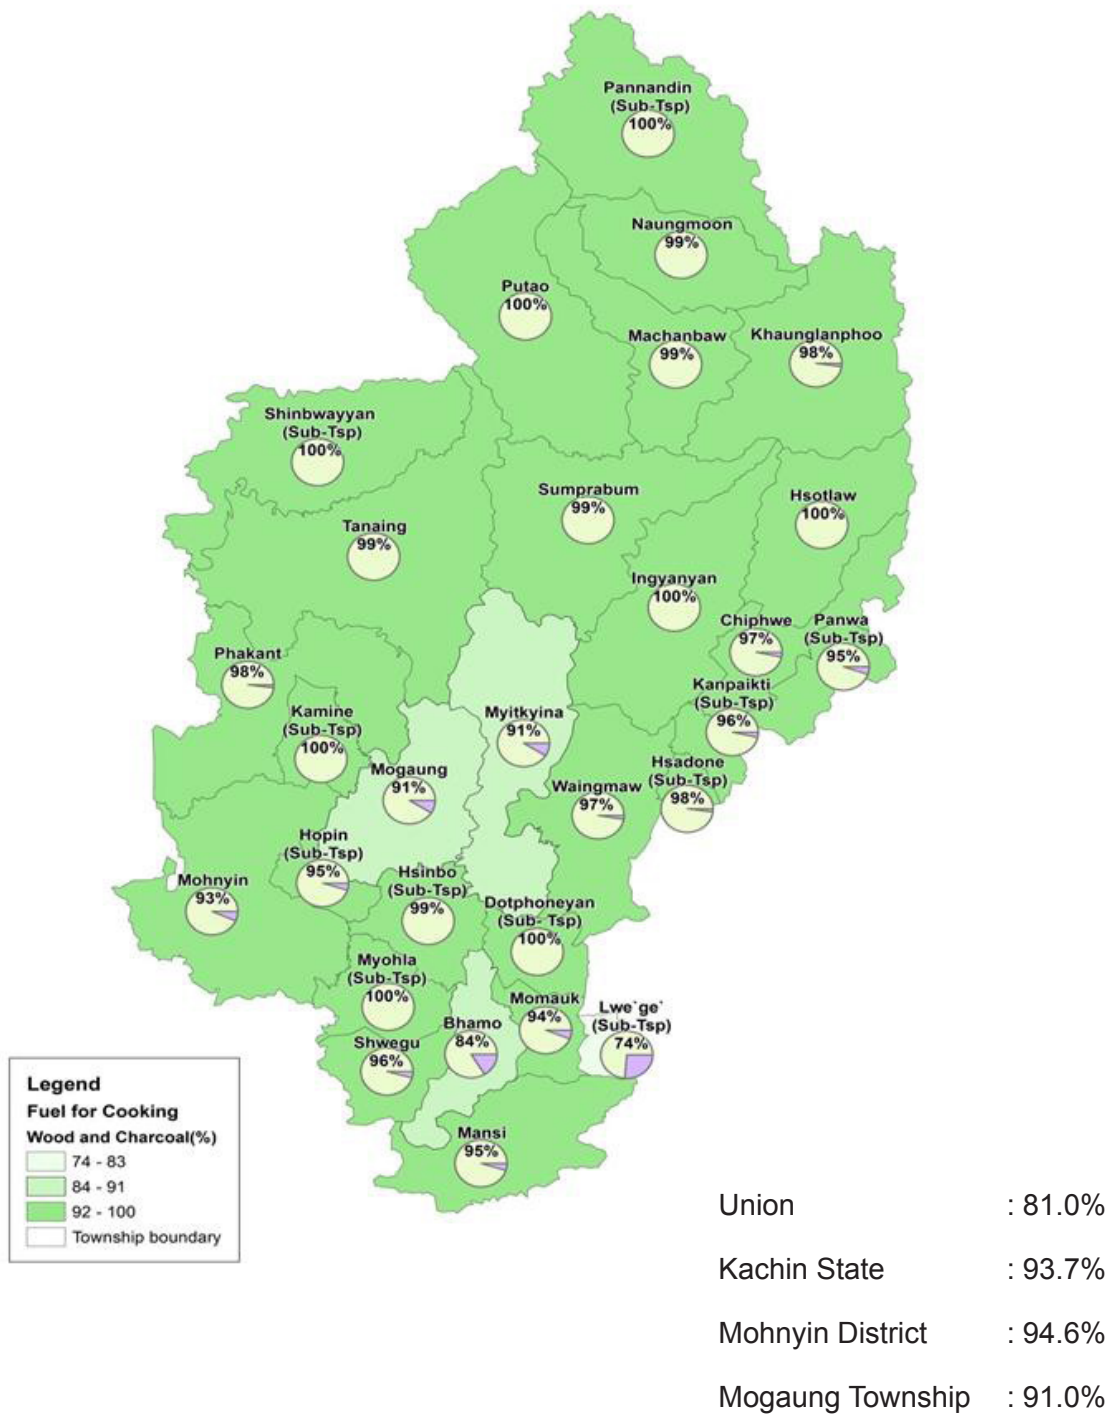 Pannandin
(Sub-Tsp)
100%
Naungmoon
99%
Putao
100%
Machanbaw
99%
Khaunglanphoo
98%
Shinbwayyan
(Sub-Tsp)
100%
Sumprabum
99%
Hsotlaw
100%
Tanaing
99%
Ingyanyan
100%
Chiphwe
97%
Panwa
(Sub-Tsp)
95%
Phakant
98%
Kanpaikti
(Sub-Tsp)
96%
Kamine
(Sub-Tsp)
100%
Myitkyina
91%
Mogaung
91%
Hsadone
(Sub-Tsp)
98%
Waingmaw
97%
Hopin
(Sub-Tsp)
95%
Hsinbo
(Sub-Tsp)
99%
Mohnyin
93%
Dotphoneyan
(Sub- Tsp)
100%
Myohla
(Sub-Tsp)
100%
Momauk
94%
Lwe`ge`
(Sub-Tsp)
74%
Bhamo
84%
Shwegu
96%
Mansi
95%
Legend
Fuel for Cooking
Wood and Charcoal(%)
74 - 83
84 - 91
92 - 100
Township boundary
Union : 81.0%
Kachin State : 93.7%
Mohnyin District : 94.6%
Mogaung Township : 91.0%